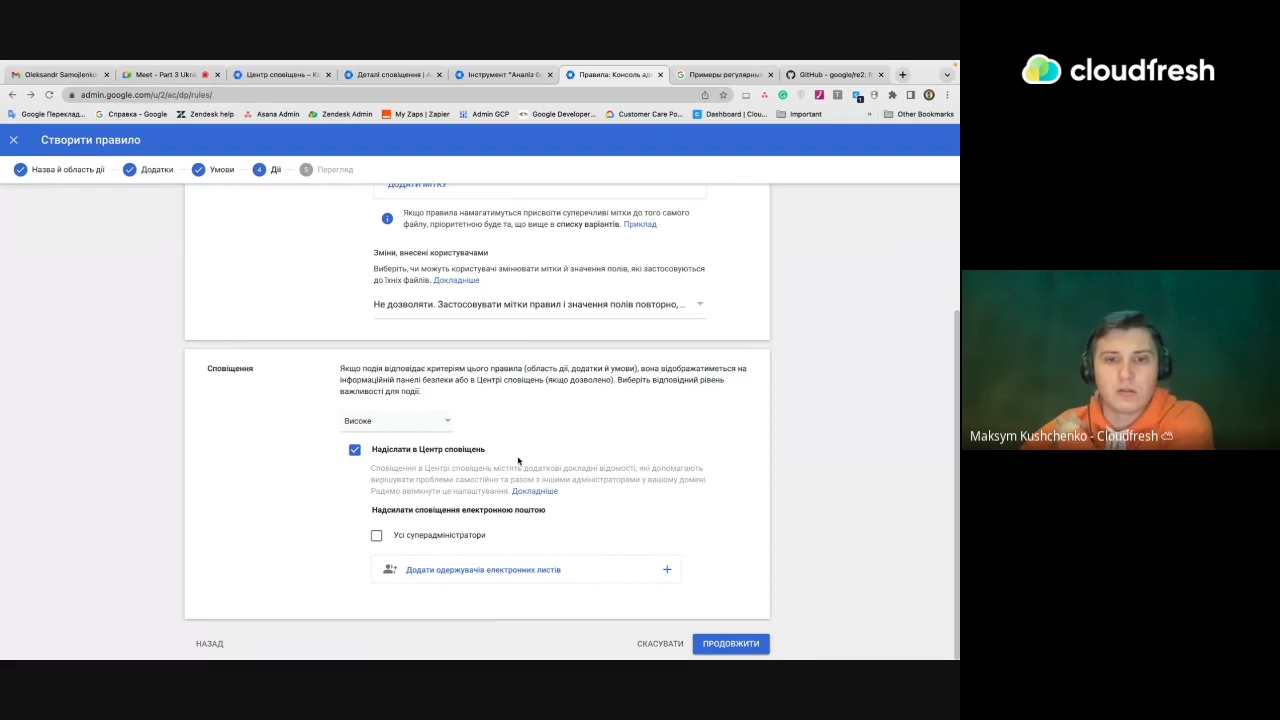 Oleksandr Samojlenko
Meet - Part 3 Ukra
Центр сповіщень – Ко
Деталі сповіщення | A
Інструмент "Аналіз б
Правила: Консоль ад
Примеры регулярны
GitHub - google/re2: R
admin.google.com/u/2/ac/dp/rules/
Google Переклад...
Справка - Google
Zendesk help
Asana Admin
Zendesk Admin
My Zaps | Zapier
Admin GCP
Google Developer...
Customer Care Po...
Dashboard | Clou...
Important
»
Other Bookmarks
Створити правило
Назва й область дії
Додатки
Умови
4 Дії
5 Перегляд
ДОДАТИ МІТКУ
Якщо правила намагатимуться присвоїти суперечливі мітки до того самого
файлу, пріоритетною буде та, що вище в списку варіантів. Приклад
Зміни, внесені користувачами
Виберіть, чи можуть користувачі змінювати мітки й значення полів, які застосовуються
до їхніх файлів. Докладніше
Не дозволяти. Застосовувати мітки правил і значення полів повторно, ..
Сповіщення
Якщо подія відповідає критеріям цього правила (область дії, додатки й умови), вона відображатиметься на
інформаційній панелі безпеки або в Центрі сповіщень (якщо дозволено). Виберіть відповідний рівень
важливості для події.
Високе
Надіслати в Центр сповіщень
Сповіщення в Центрі сповіщень містять додаткові докладні відомості, які допомагають
вирішувати проблеми самостійно та разом з іншими адміністраторами у вашому домені.
Радимо ввімкнути це налаштування. Докладніше
Надсилати сповіщення електронною поштою
Усі суперадміністратори
Додати одержувачів електронних листів
НАЗАД
СКАСУВАТИ
ПРОДОВЖИТИ
cloudfresh
Maksym Kushchenko - Cloudfresh